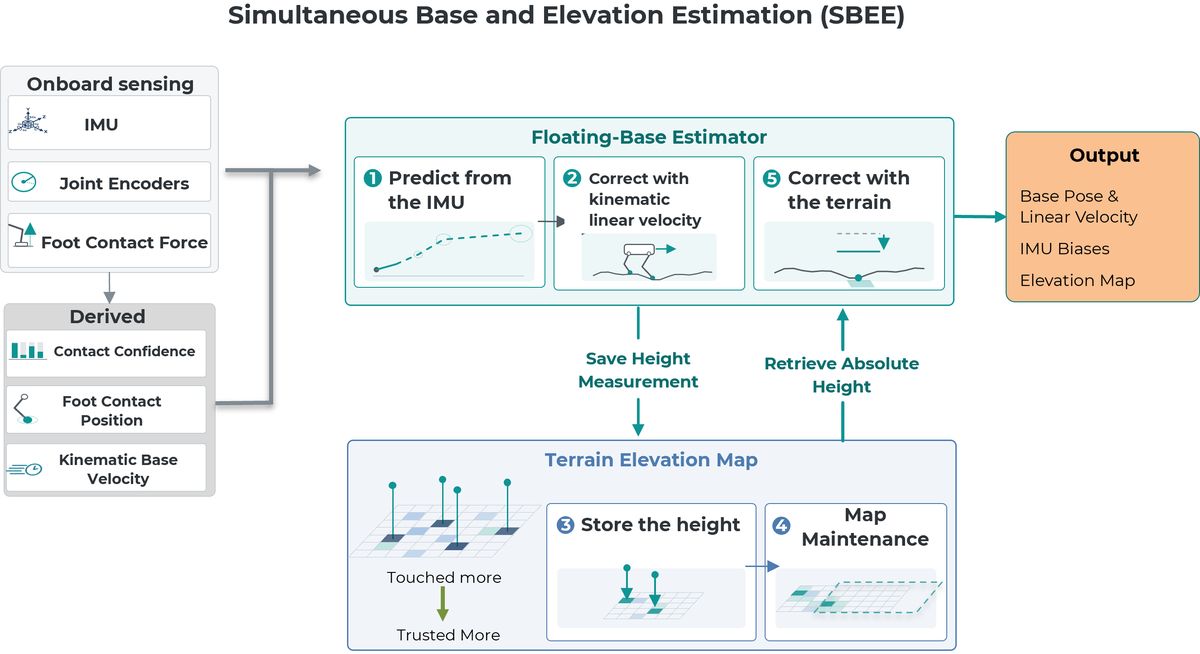 Simultaneous Base and Elevation Estimation (SBEE)
Onboard sensing
IMU
Joint Encoders
Foot Contact Force
Derived
Contact Confidence
Foot Contact
Position
Kinematic Base
Velocity
Floating-Base Estimator
1 Predict from
the IMU
2 Correct with
kinematic
linear velocity
5 Correct with
the terrain
Save Height
Measurement
Retrieve Absolute
Height
Terrain Elevation Map
Touched more
Trusted More
3 Store the height
4 Map
Maintenance
Output
Base Pose &
Linear Velocity
IMU Biases
Elevation Map